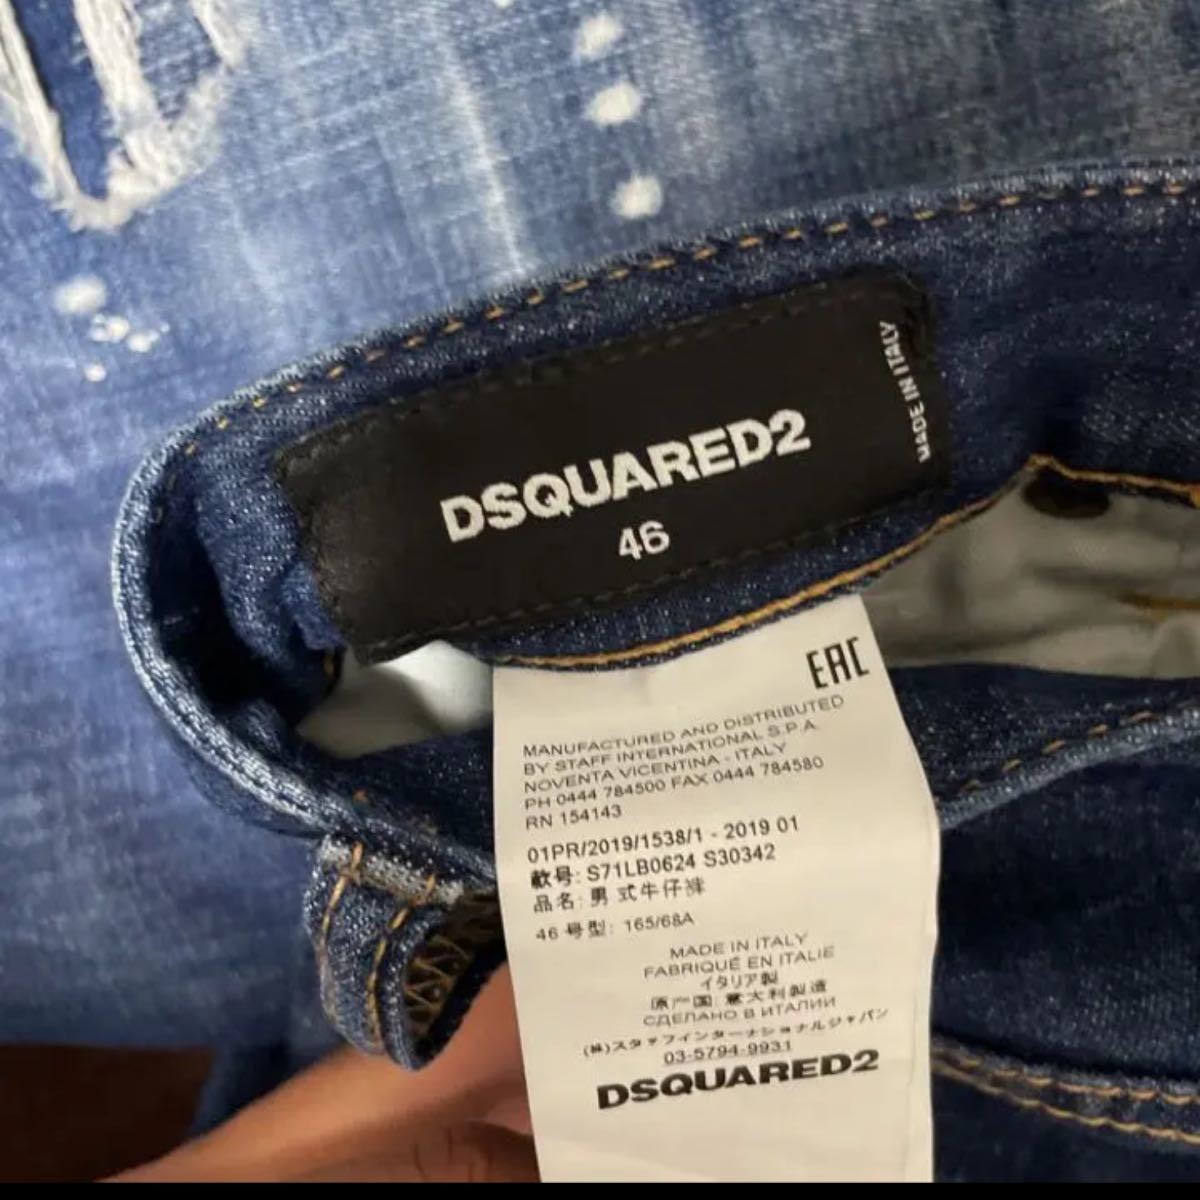 MADE IN ITALY
DSQUARED2
46
EAC
MANUFACTURED AND DISTRIBUTED
BY STAFF INTERNATIONAL S.P.A.
NOVENTA VICENTINA - ITALY
PH 0444 784500 FAX 0444 784580
RN 154143
01PR/2019/1538/1 - 2019 01
款号: S71LB0624 S30342
品名: 男式牛仔裤
46 号型: 165/68A
MADE IN ITALY
FABRIQUÉ EN ITALIE
イタリア製
原产国: 意大利製造
СДЕЛАНО В ИТАЛИИ
(株)スタッフインターナショナルジャパン
03-5794-9931
DSQUARED2